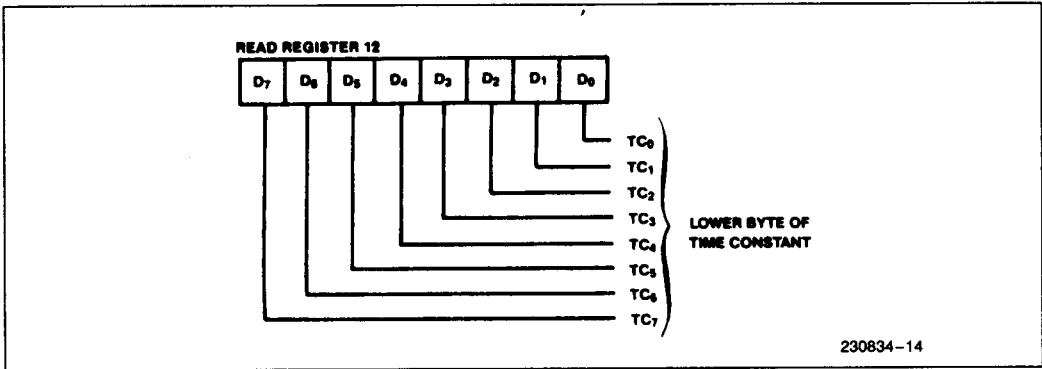 READ REGISTER 12
D7 D6 D5 D4 D3 D2 D1 D0
TC0
TC1
TC2
TC3
TC4
TC5
TC6
TC7
LOWER BYTE OF
TIME CONSTANT
230834-14